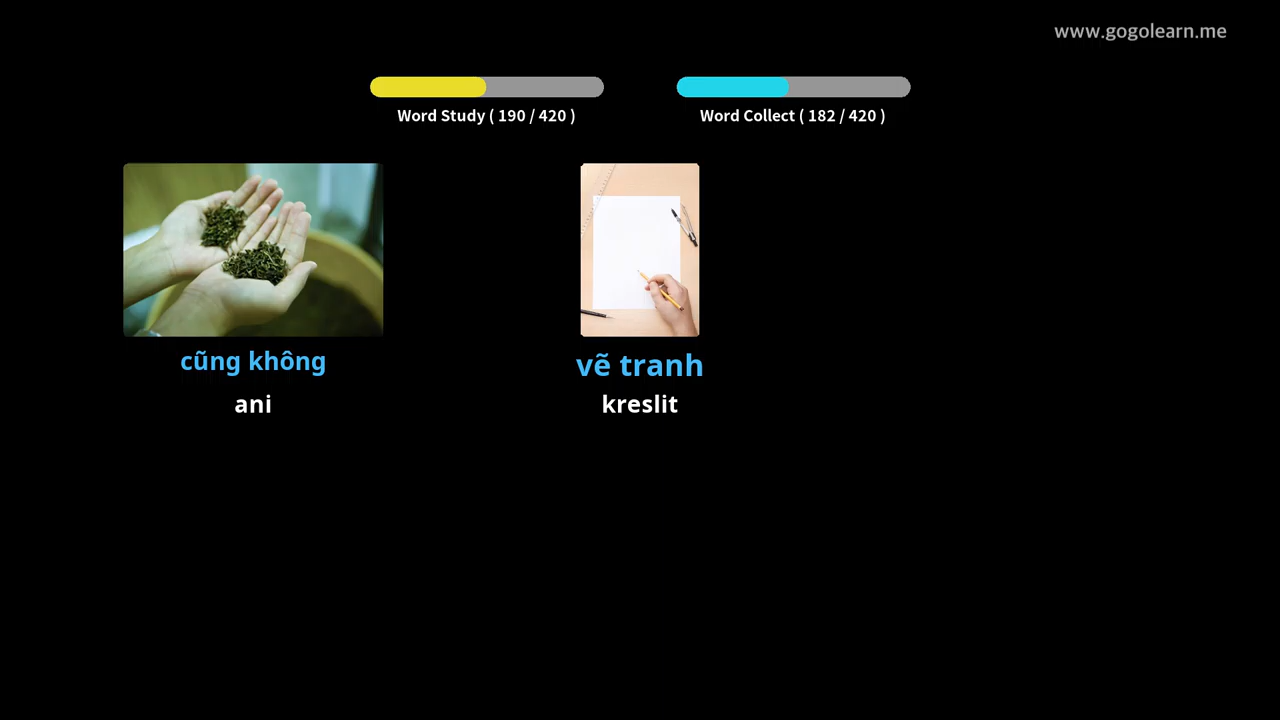 www.gogolearn.me
Word Study ( 190 / 420 )
Word Collect ( 182 / 420 )
cũng không
ani
vẽ tranh
kreslit